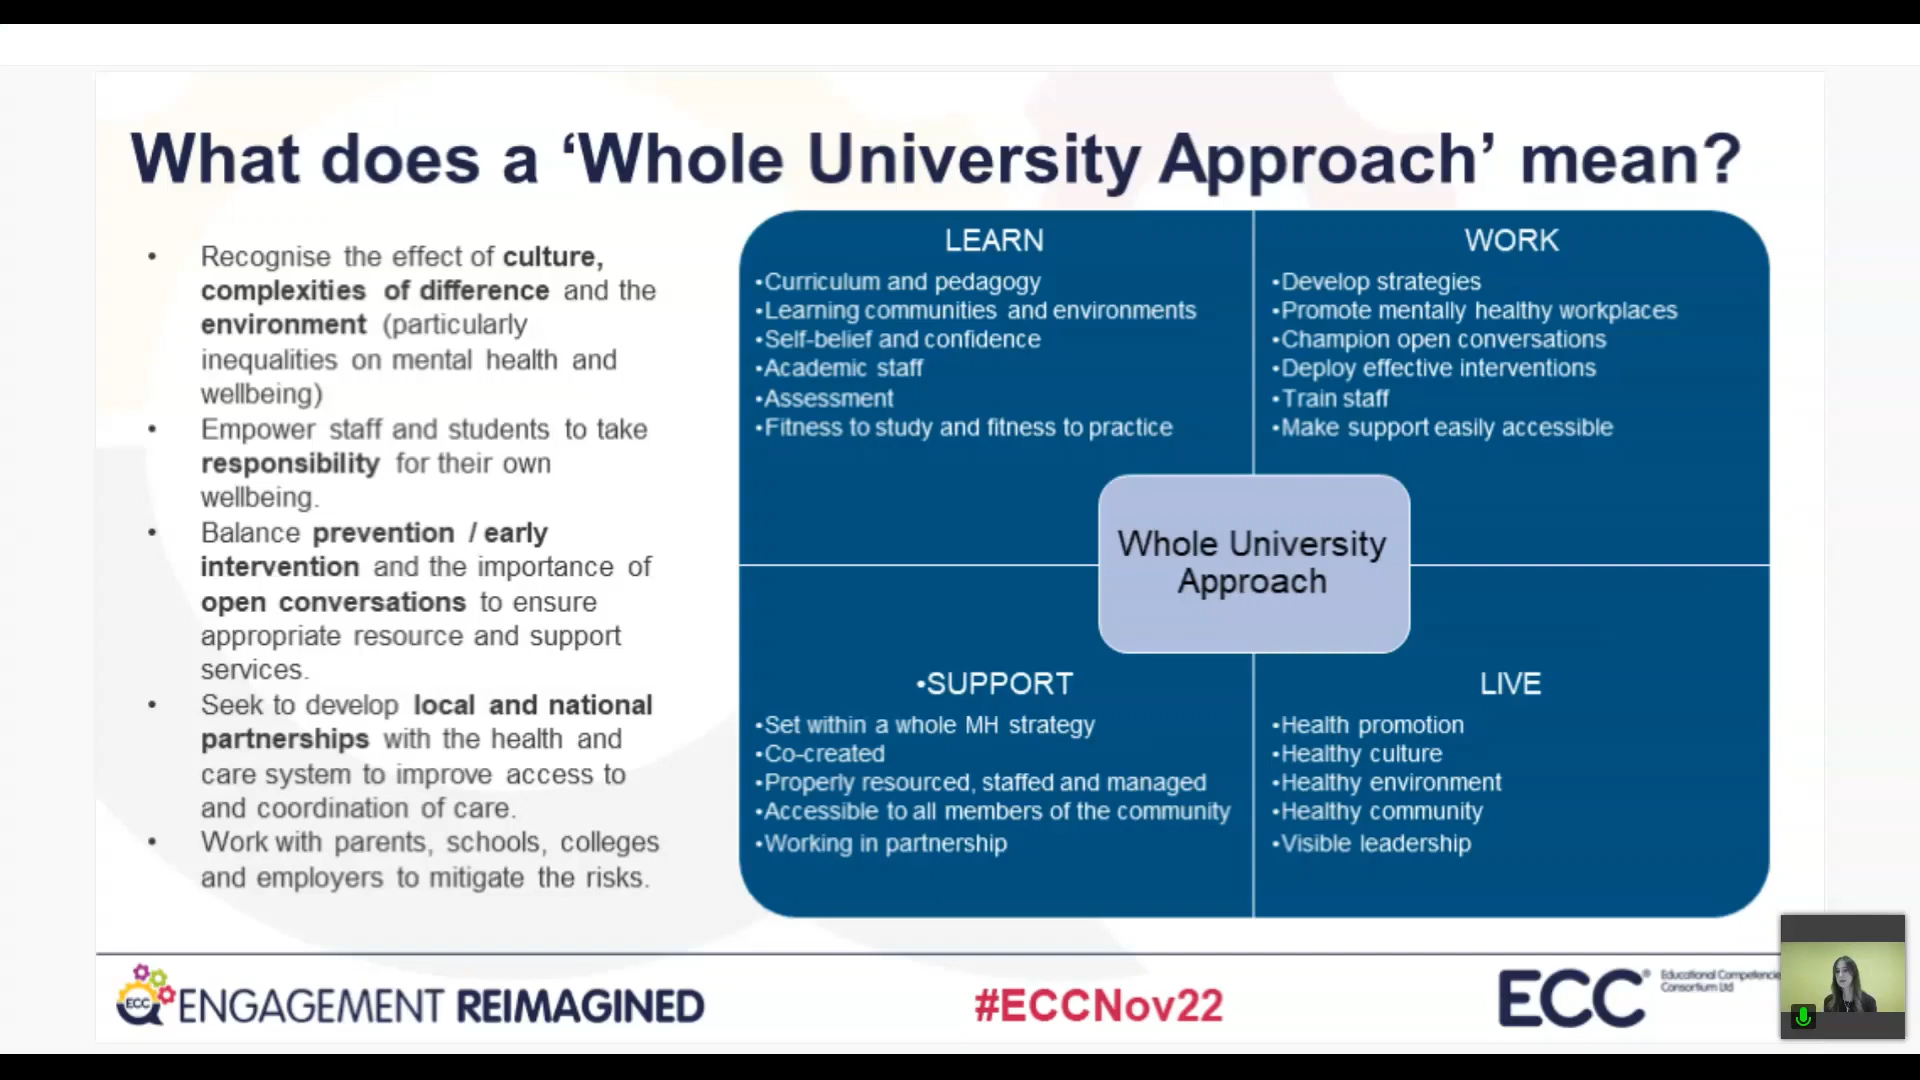 What does a ‘Whole University Approach’ mean?
• Recognise the effect of culture,
complexities of difference and the
environment (particularly
inequalities on mental health and
wellbeing)
• Empower staff and students to take
responsibility for their own
wellbeing.
• Balance prevention / early
intervention and the importance of
open conversations to ensure
appropriate resource and support
services.
• Seek to develop local and national
partnerships with the health and
care system to improve access to
and coordination of care.
• Work with parents, schools, colleges
and employers to mitigate the risks.
LEARN
•Curriculum and pedagogy
•Learning communities and environments
•Self-belief and confidence
•Academic staff
•Assessment
•Fitness to study and fitness to practice
WORK
•Develop strategies
•Promote mentally healthy workplaces
•Champion open conversations
•Deploy effective interventions
•Train staff
•Make support easily accessible
Whole University
Approach
•SUPPORT
•Set within a whole MH strategy
•Co-created
•Properly resourced, staffed and managed
•Accessible to all members of the community
•Working in partnership
LIVE
•Health promotion
•Healthy culture
•Healthy environment
•Healthy community
•Visible leadership
ECC ENGAGEMENT REIMAGINED
#ECCNov22
ECC®
Educational Competencie
Consortium Ltd